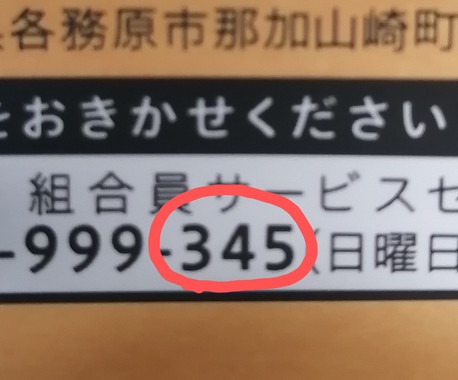 各務原市那加山崎町
をおきかせください
組合員サービスセ
-999-345(日曜日